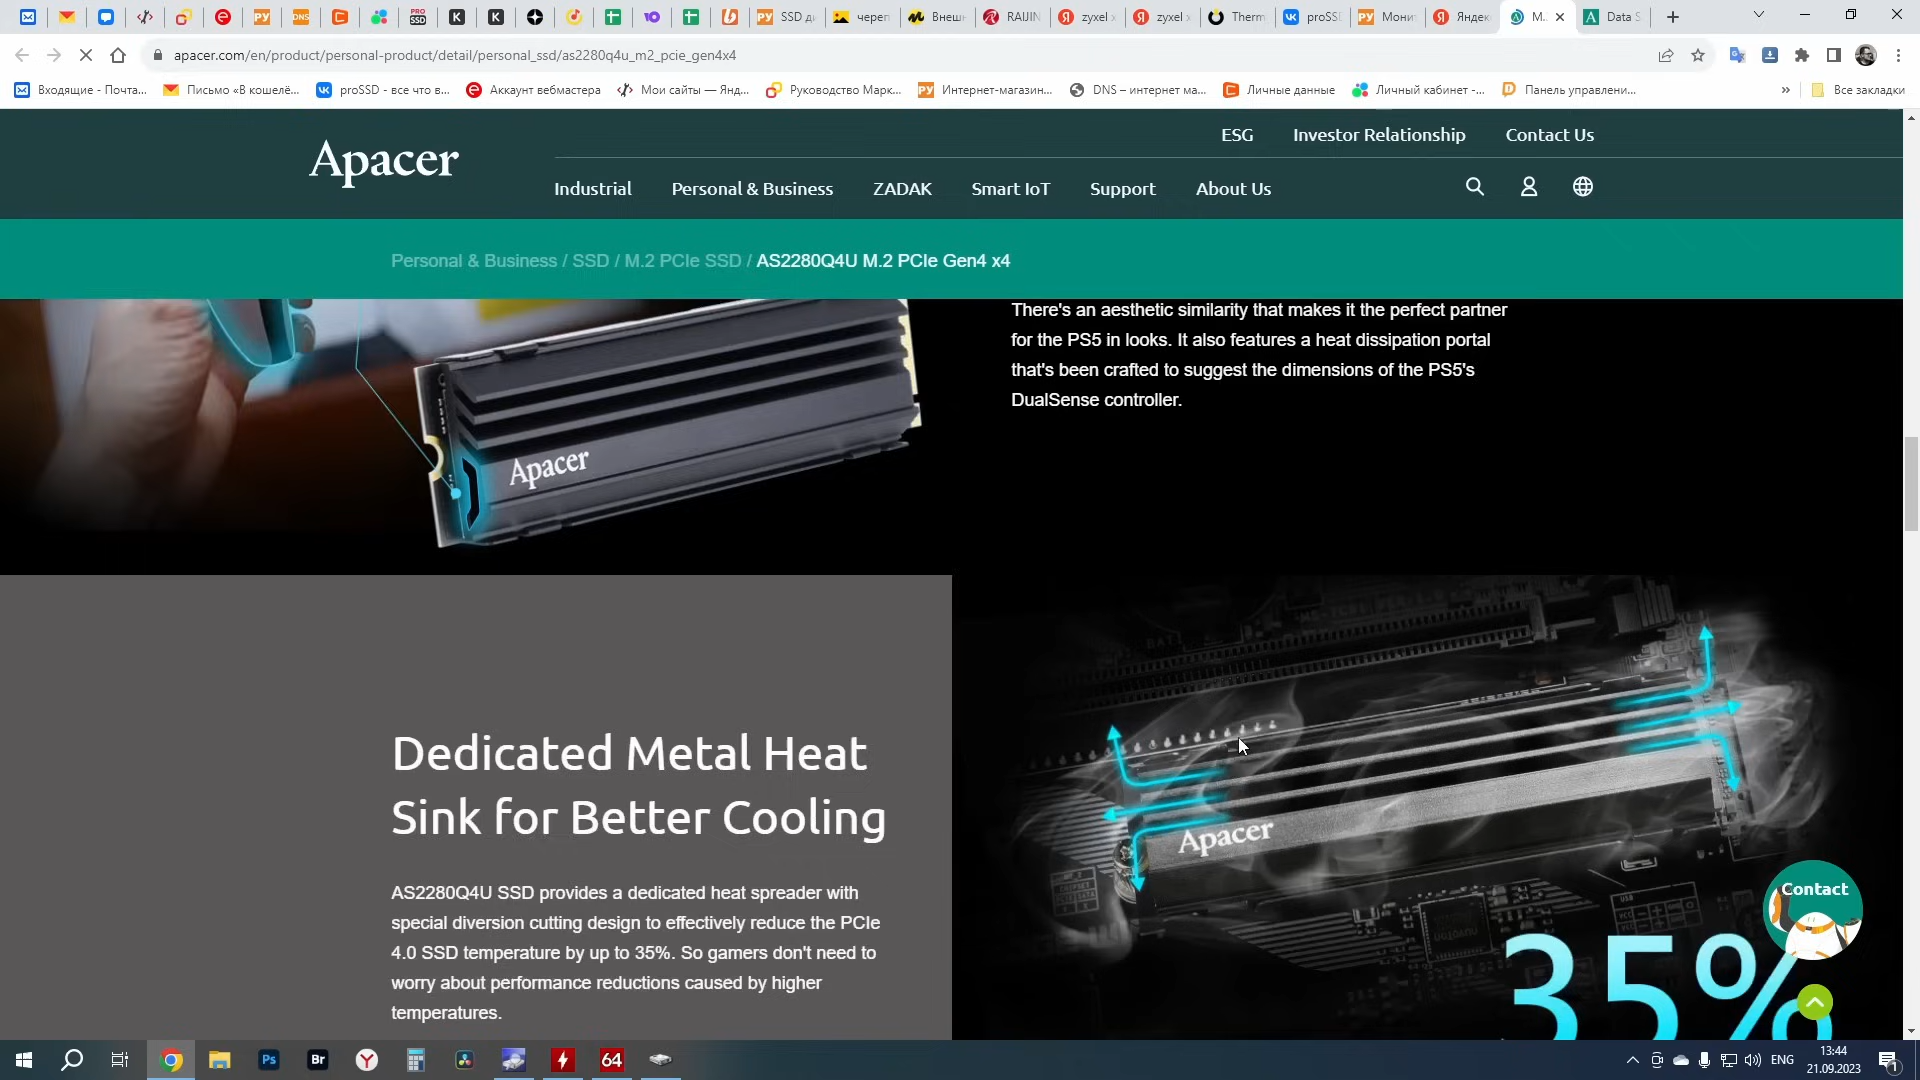 SSD д
череп
Внеш
RAIJIN
zyxel
zyxel
Therm
proSS
Мони
Яндек
M.
Data S
apacer.com/en/product/personal-product/detail/personal_ssd/as2280q4u_m2_pcie_gen4x4
Входящие - Почта...
Письмо «В кошелё...
proSSD - все что в...
Аккаунт вебмастера
Мои сайты — Янд...
Руководство Марк...
Интернет-магазин...
DNS – интернет ма...
Личные данные
Личный кабинет -...
Панель управлени...
»
Все закладки
Apacer
ESG
Investor Relationship
Contact Us
Industrial
Personal & Business
ZADAK
Smart IoT
Support
About Us
Personal & Business / SSD / M.2 PCIe SSD / AS2280Q4U M.2 PCIe Gen4 x4
There's an aesthetic similarity that makes it the perfect partner
for the PS5 in looks. It also features a heat dissipation portal
that's been crafted to suggest the dimensions of the PS5's
DualSense controller.
Apacer
Dedicated Metal Heat
Sink for Better Cooling
AS2280Q4U SSD provides a dedicated heat spreader with
special diversion cutting design to effectively reduce the PCIe
4.0 SSD temperature by up to 35%. So gamers don't need to
worry about performance reductions caused by higher
temperatures.
Apacer
Contact
35%
Ps
Br
64
ENG
13:44
21.09.2023
1